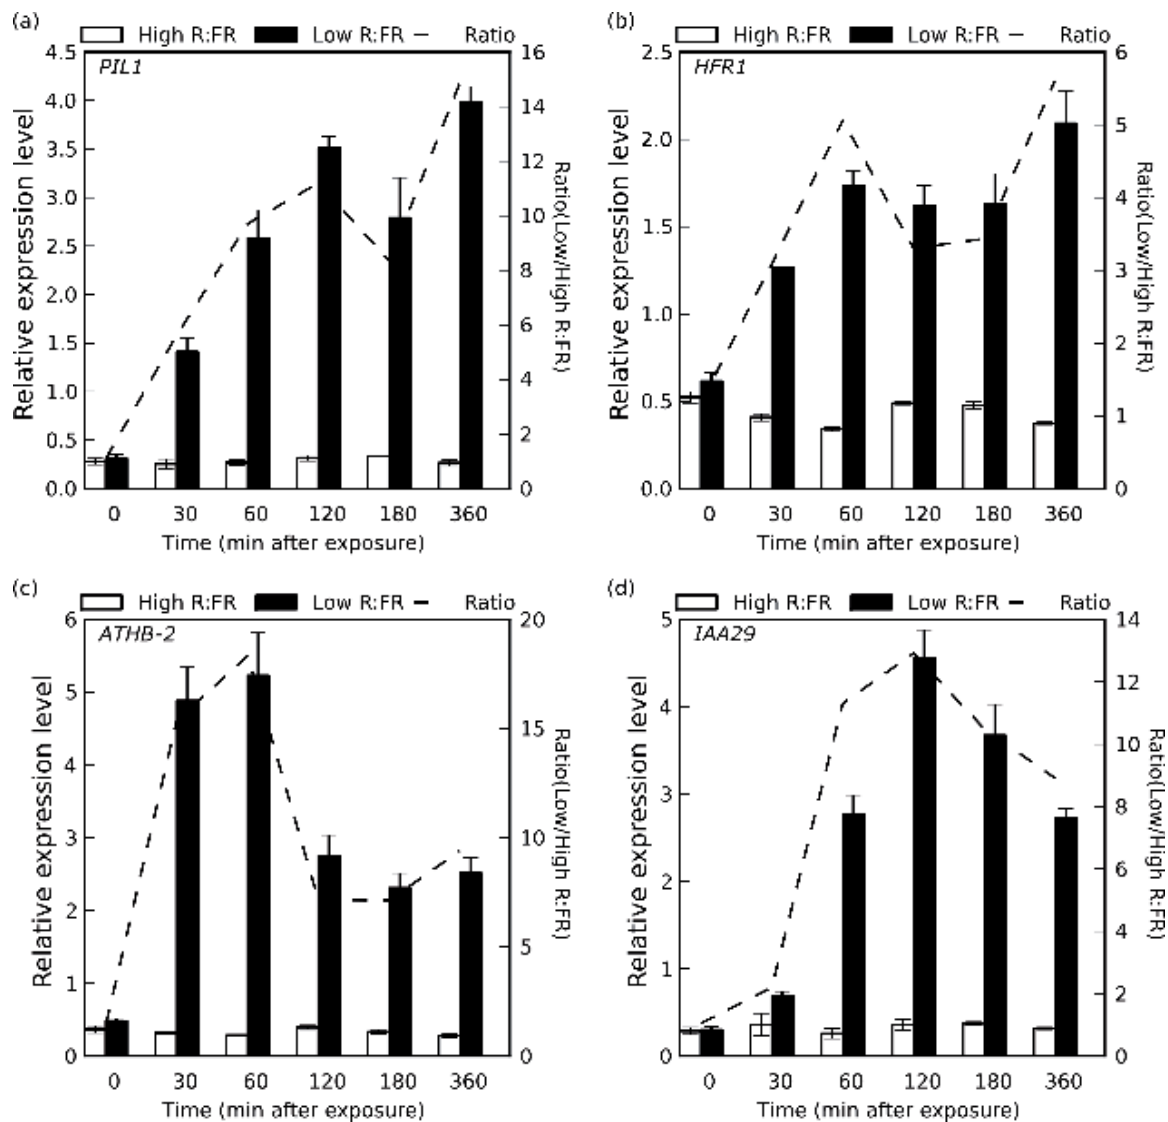 (a)
High R:FR Low R:FR Ratio
PIL1
4.5
4.0
3.5
3.0
2.5
2.0
1.5
1.0
0.5
0.0
Relative expression level
16
14
12
10
8
6
4
2
0
Ratio(Low/High R:FR)
0 30 60 120 180 360
Time (min after exposure)
(b)
High R:FR Low R:FR Ratio
HFR1
2.5
2.0
1.5
1.0
0.5
0.0
Relative expression level
6
5
4
3
2
1
0
Ratio(Low/High R:FR)
0 30 60 120 180 360
Time (min after exposure)
(c)
High R:FR Low R:FR Ratio
ATHB-2
6
5
4
3
2
1
0
Relative expression level
20
15
10
5
0
Ratio(Low/High R:FR)
0 30 60 120 180 360
Time (min after exposure)
(d)
High R:FR Low R:FR Ratio
IAA29
5
4
3
2
1
0
Relative expression level
14
12
10
8
6
4
2
0
Ratio(Low/High R:FR)
0 30 60 120 180 360
Time (min after exposure)